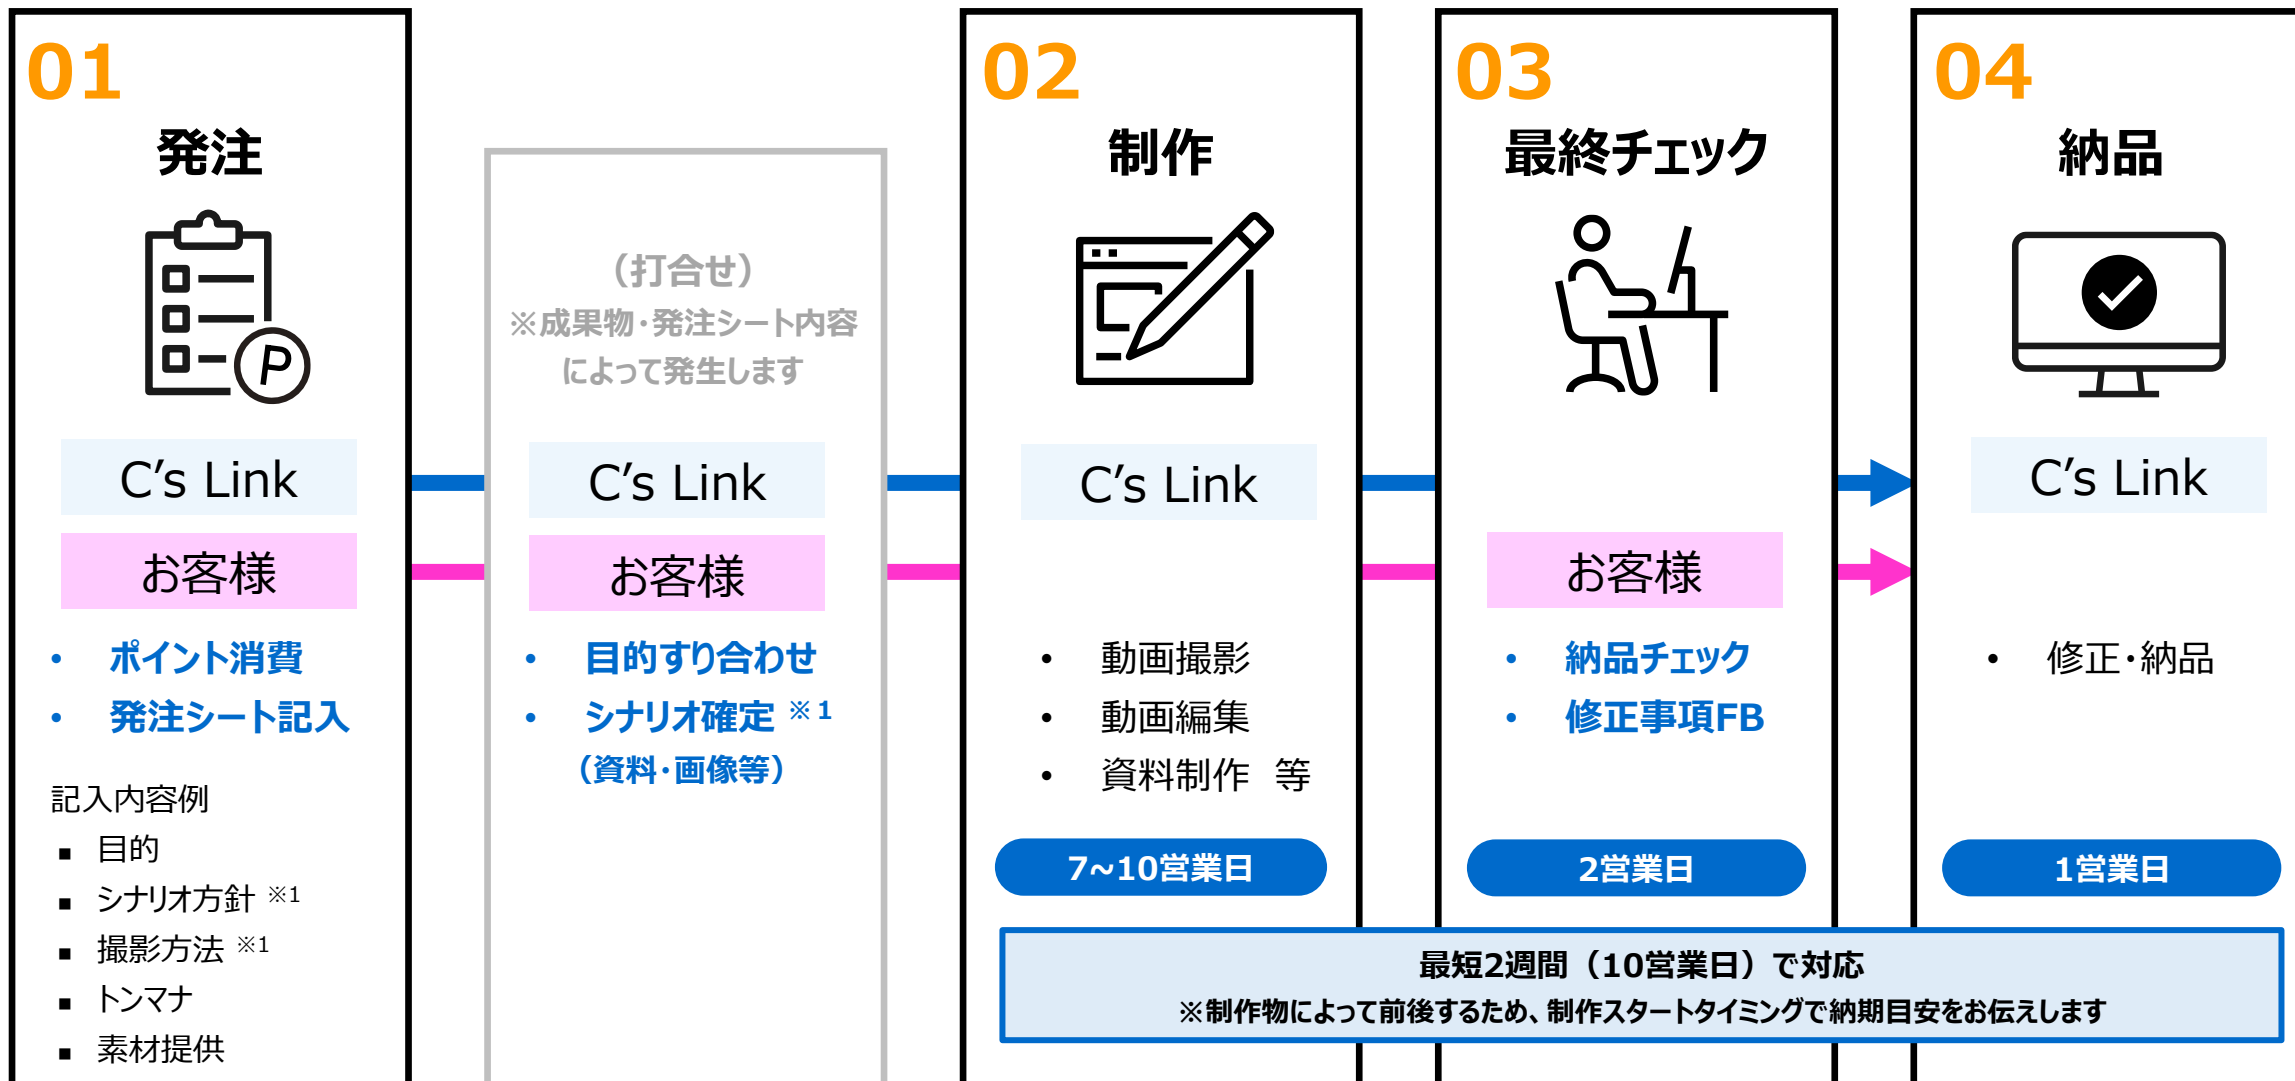 01
発注
P
C’s Link
お客様
• ポイント消費
• 発注シート記入
記入内容例
■ 目的
■ シナリオ方針 ※1
■ 撮影方法 ※1
■ トンマナ
■ 素材提供
（打合せ）
※成果物・発注シート内容
によって発生します
C’s Link
お客様
• 目的すり合わせ
• シナリオ確定 ※1
（資料・画像等）
02
制作
C’s Link
• 動画撮影
• 動画編集
• 資料制作 等
7~10営業日
03
最終チェック
お客様
• 納品チェック
• 修正事項FB
2営業日
04
納品
C’s Link
• 修正・納品
1営業日
最短2週間（10営業日）で対応
※制作物によって前後するため、制作スタートタイミングで納期目安をお伝えします